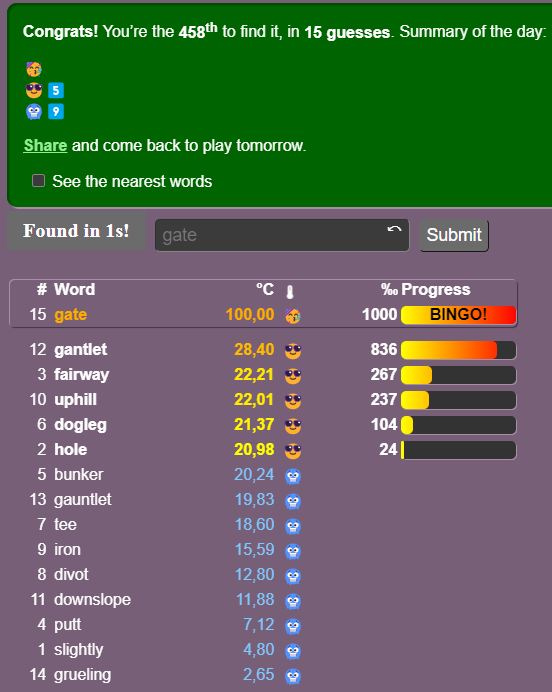 Congrats! You're the 458th to find it, in 15 guesses. Summary of the day:
🥳
😎 5
🥶 9
Share and come back to play tomorrow.
See the nearest words
Found in 1s! gate Submit
# Word °C 🌡 ‰ Progress
15 gate 100,00 🥳 1000 BINGO!
12 gantlet 28,40 😎 836
3 fairway 22,21 😎 267
10 uphill 22,01 😎 237
6 dogleg 21,37 😎 104
2 hole 20,98 😎 24
5 bunker 20,24 🥶
13 gauntlet 19,83 🥶
7 tee 18,60 🥶
9 iron 15,59 🥶
8 divot 12,80 🥶
11 downslope 11,88 🥶
4 putt 7,12 🥶
1 slightly 4,80 🥶
14 grueling 2,65 🥶